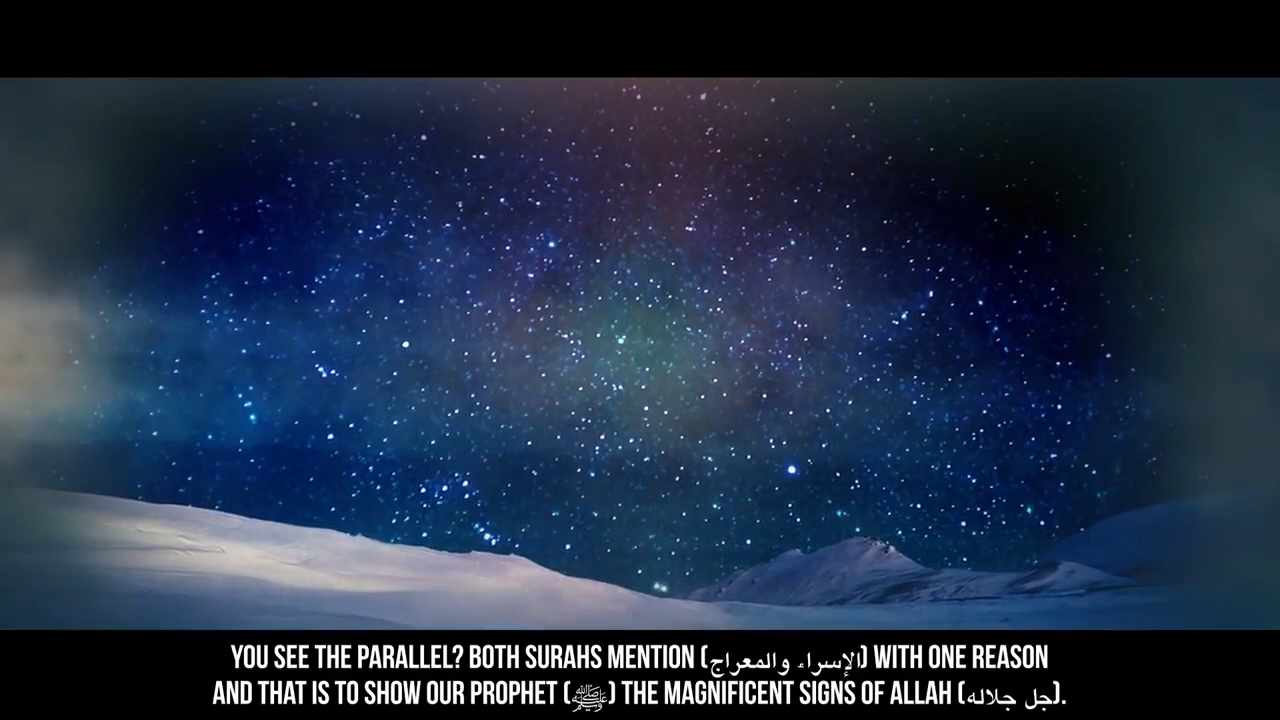 YOU SEE THE PARALLEL? BOTH SURAHS MENTION (الإسراء والمعراج) WITH ONE REASON
AND THAT IS TO SHOW OUR PROPHET (ﷺ) THE MAGNIFICENT SIGNS OF ALLAH (جل جلاله).